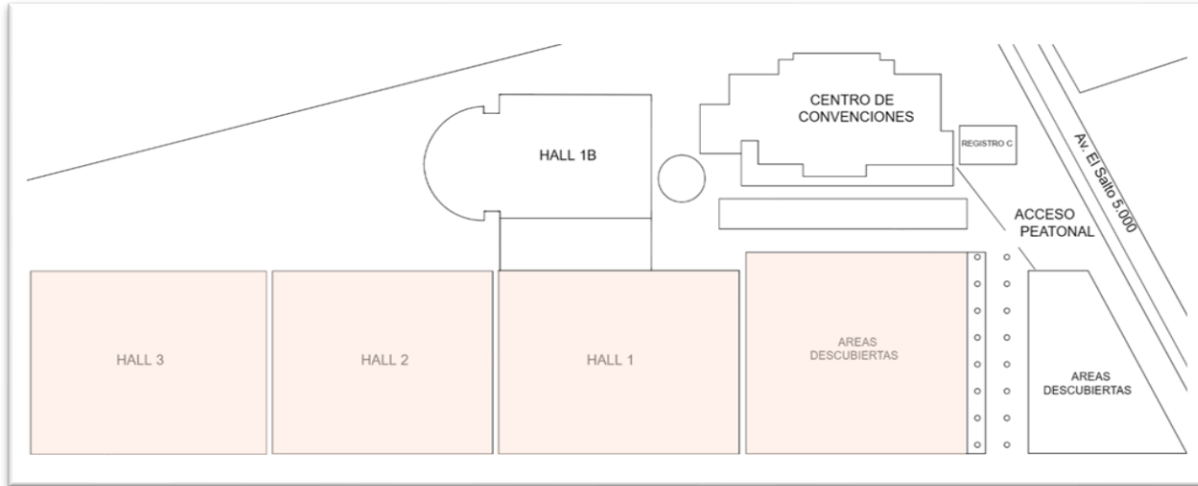 CENTRO DE
CONVENCIONES
REGISTRO C
HALL 1B
Av. El Salto 5.000
ACCESO
PEATONAL
HALL 3
HALL 2
HALL 1
AREAS
DESCUBIERTAS
AREAS
DESCUBIERTAS